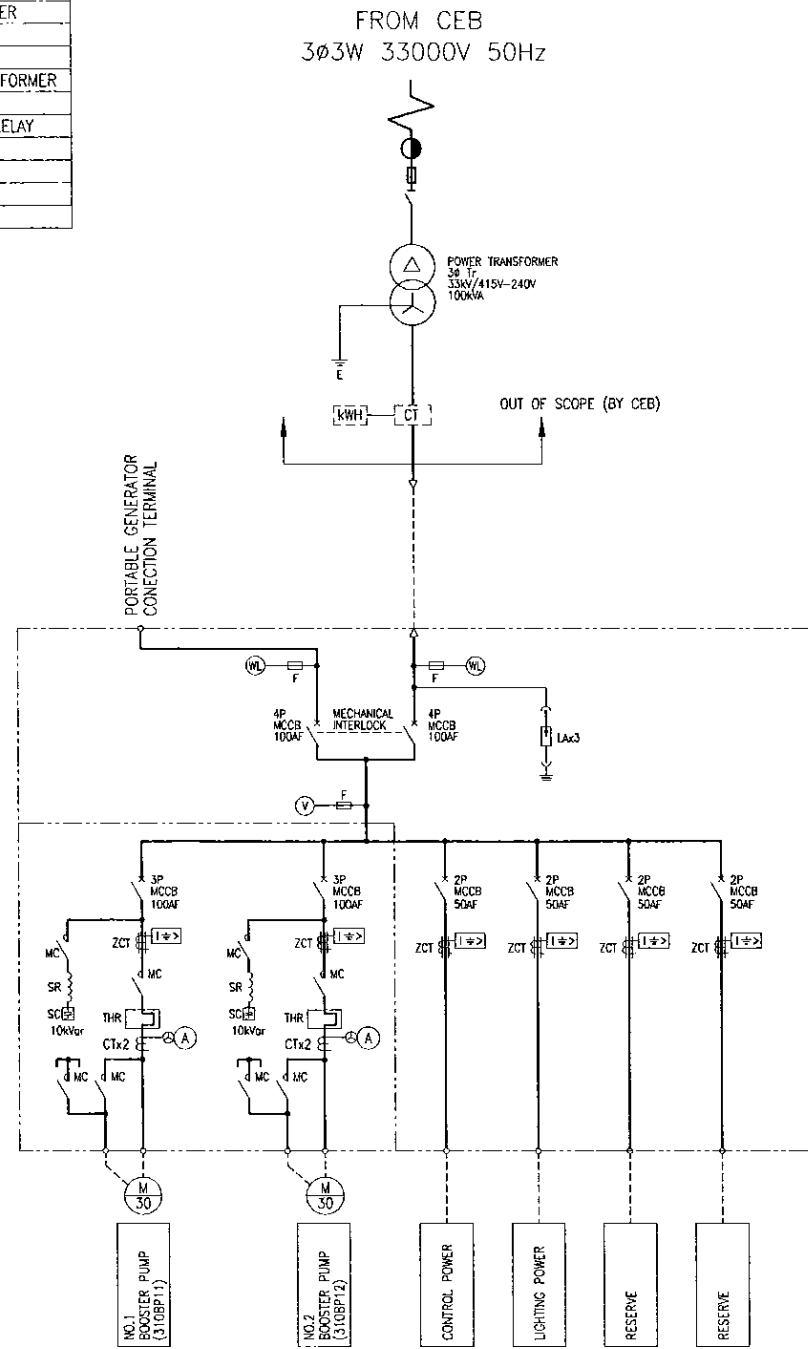 ER
FORMER
RELAY
FROM CEB
3ø3W 33000V 50Hz
POWER TRANSFORMER
3ø Tr
33kV/415V-240V
100kVA
E
kWH
CT
OUT OF SCOPE (BY CEB)
PORTABLE GENERATOR
CONECTION TERMINAL
WL
F
F
WL
4P
MCCB
100AF
MECHANICAL
INTERLOCK
4P
MCCB
100AF
LAx3
V
F
3P
MCCB
100AF
3P
MCCB
100AF
2P
MCCB
50AF
2P
MCCB
50AF
2P
MCCB
50AF
2P
MCCB
50AF
MC
ZCT
I >
MC
ZCT
I >
ZCT
I >
ZCT
I >
ZCT
I >
ZCT
I >
SR
MC
SR
MC
SC
10kVar
THR
SC
10kVar
THR
CTx2
A
CTx2
A
MC
MC
MC
MC
M
30
M
30
NO.1
BOOSTER PUMP
(310BP11)
NO.2
BOOSTER PUMP
(310BP12)
CONTROL POWER
LIGHTING POWER
RESERVE
RESERVE